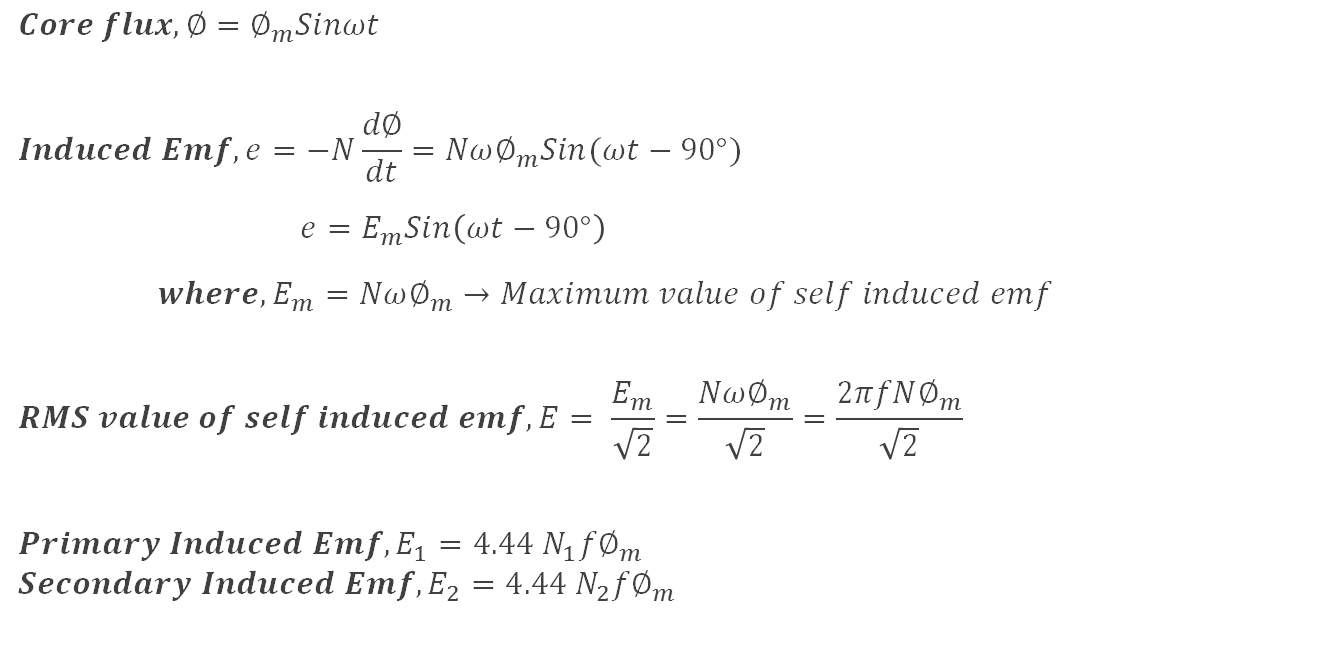 Core flux, ∅ = ∅ₘSinωt
Induced Emf, e = −N d∅/dt = Nω∅ₘSin(ωt − 90°)
e = EₘSin(ωt − 90°)
where, Eₘ = Nω∅ₘ → Maximum value of self induced emf
RMS value of self induced emf, E = Eₘ/√2 = Nω∅ₘ/√2 = 2πfN∅ₘ/√2
Primary Induced Emf, E₁ = 4.44 N₁f∅ₘ
Secondary Induced Emf, E₂ = 4.44 N₂f∅ₘ